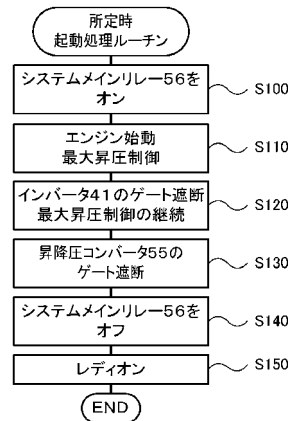 所定時
起動処理ルーチン
システムメインリレー56を
オン
S100
エンジン始動
最大昇圧制御
S110
インバータ41のゲート遮断
最大昇圧制御の継続
S120
昇降圧コンバータ55の
ゲート遮断
S130
システムメインリレー56を
オフ
S140
レディオン
S150
END